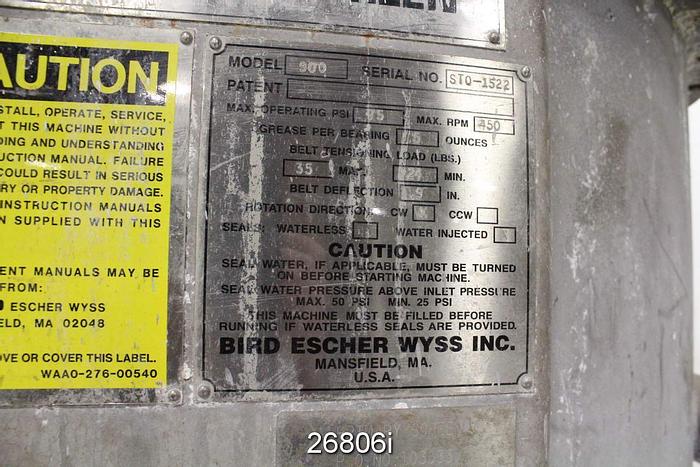 AUTION
STALL, OPERATE, SERVICE,
T THIS MACHINE WITHOUT
DING AND UNDERSTANDING
UCTION MANUAL. FAILURE
COULD RESULT IN SERIOUS
RY OR PROPERTY DAMAGE.
INSTRUCTION MANUALS
N SUPPLIED WITH THIS
ENT MANUALS MAY BE
FROM:
D ESCHER WYSS
ELD, MA 02048
OVE OR COVER THIS LABEL.
WAA0-276-00540
MODEL 900 SERIAL NO. STO-1522
PATENT
MAX. OPERATING PSI 75 MAX. RPM 450
GREASE PER BEARING OUNCES
BELT TENSIONING LOAD (LBS.)
35 MAX. MIN.
BELT DEFLECTION IN.
ROTATION DIRECTION: CW CCW
SEALS: WATERLESS WATER INJECTED
CAUTION
SEAL WATER, IF APPLICABLE, MUST BE TURNED
ON BEFORE STARTING MACHINE.
SEAL WATER PRESSURE ABOVE INLET PRESSURE
MAX. 50 PSI MIN. 25 PSI
THIS MACHINE MUST BE FILLED BEFORE
RUNNING IF WATERLESS SEALS ARE PROVIDED.
BIRD ESCHER WYSS INC.
MANSFIELD, MA.
U.S.A.
26806i